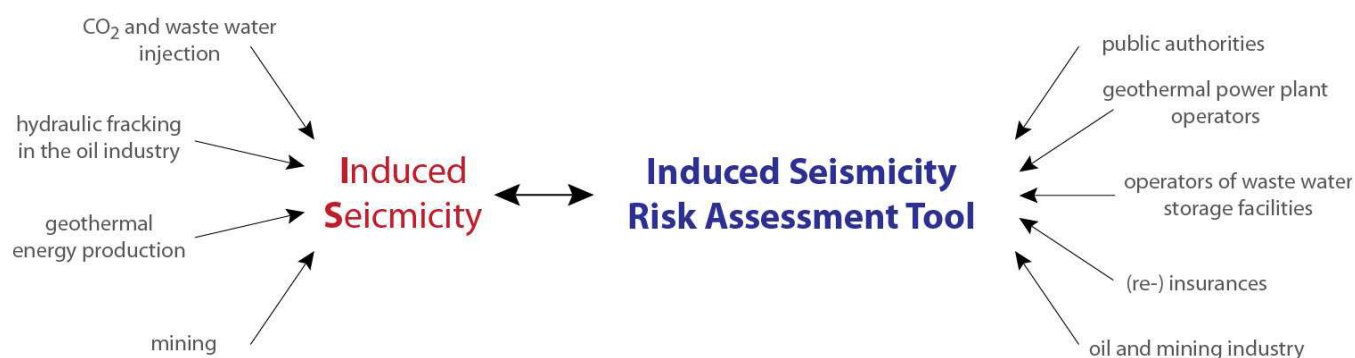 CO₂ and waste water
injection
hydraulic fracking
in the oil industry
geothermal
energy production
mining
Induced
Seicmicity
Induced Seismicity
Risk Assessment Tool
public authorities
geothermal power plant
operators
operators of waste water
storage facilities
(re-) insurances
oil and mining industry